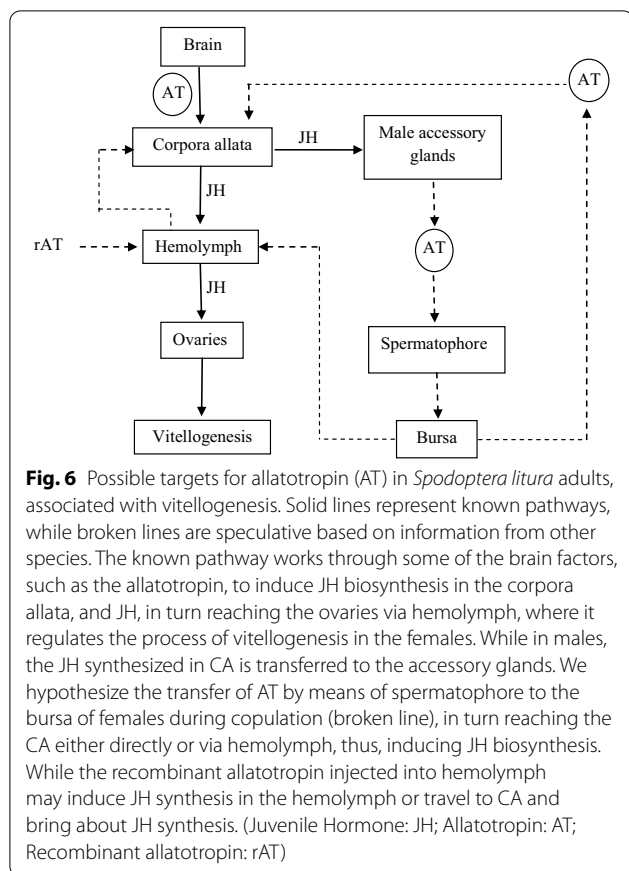 Brain
AT
AT
Corpora allata
JH
Male accessory
glands
JH
rAT
Hemolymph
AT
JH
Ovaries
Spermatophore
Vitellogenesis
Bursa
Fig. 6 Possible targets for allatotropin (AT) in Spodoptera litura adults,
associated with vitellogenesis. Solid lines represent known pathways,
while broken lines are speculative based on information from other
species. The known pathway works through some of the brain factors,
such as the allatotropin, to induce JH biosynthesis in the corpora
allata, and JH, in turn reaching the ovaries via hemolymph, where it
regulates the process of vitellogenesis in the females. While in males,
the JH synthesized in CA is transferred to the accessory glands. We
hypothesize the transfer of AT by means of spermatophore to the
bursa of females during copulation (broken line), in turn reaching the
CA either directly or via hemolymph, thus, inducing JH biosynthesis.
While the recombinant allatotropin injected into hemolymph
may induce JH synthesis in the hemolymph or travel to CA and
bring about JH synthesis. (Juvenile Hormone: JH; Allatotropin: AT;
Recombinant allatotropin: rAT)